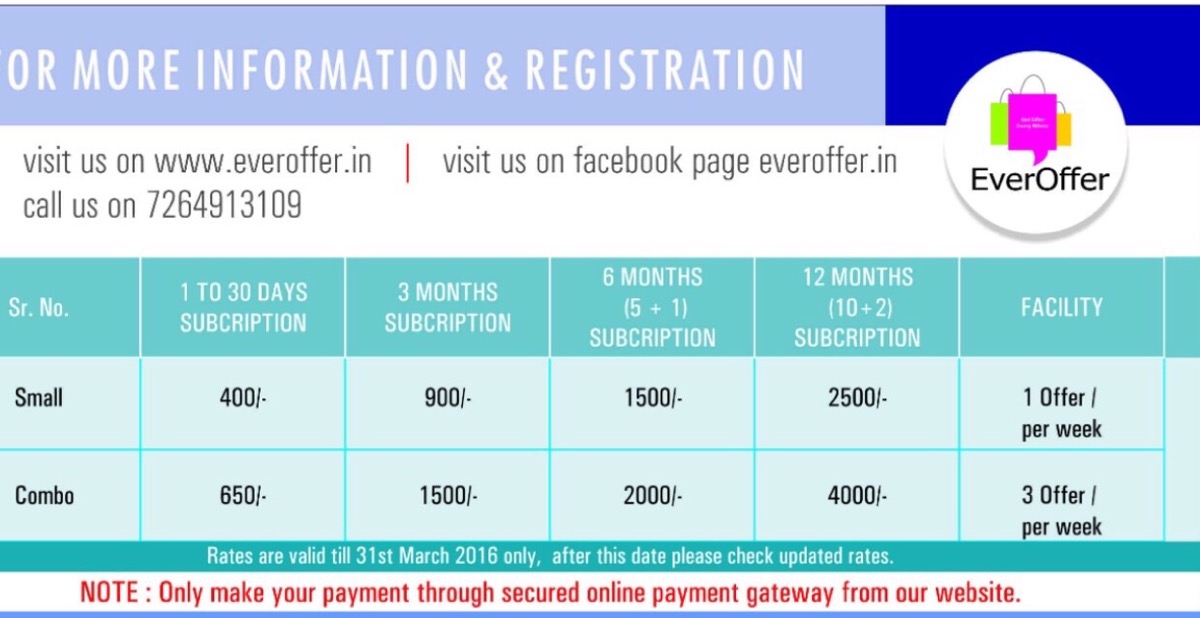 OR MORE INFORMATION & REGISTRATION
visit us on www.everoffer.in | visit us on facebook page everoffer.in
call us on 7264913109
EverOffer
Sr. No. 1 TO 30 DAYS SUBCRIPTION 3 MONTHS SUBCRIPTION 6 MONTHS (5 + 1) SUBCRIPTION 12 MONTHS (10+2) SUBCRIPTION FACILITY
Small 400/- 900/- 1500/- 2500/- 1 Offer / per week
Combo 650/- 1500/- 2000/- 4000/- 3 Offer / per week
Rates are valid till 31st March 2016 only, after this date please check updated rates.
NOTE : Only make your payment through secured online payment gateway from our website.